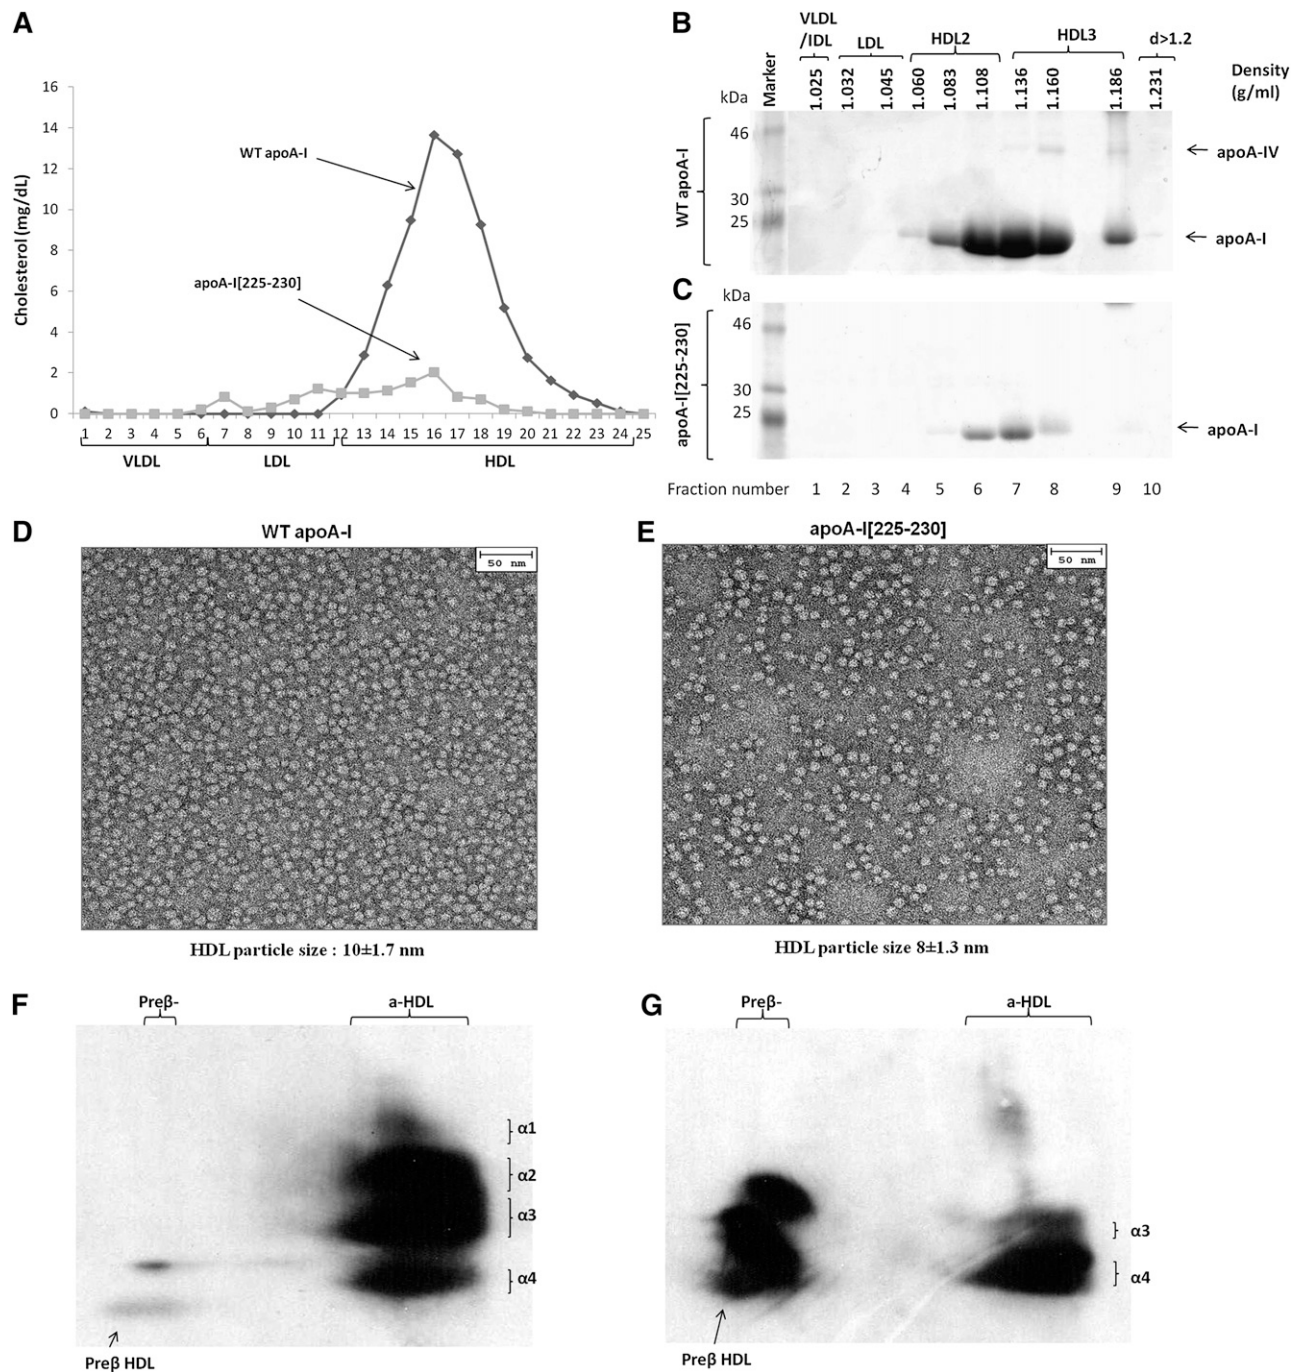 A
16
14
12
10
8
6
4
2
0
Cholesterol (mg/dL)
WT apoA-I
apoA-I[225-230]
1 2 3 4 5 6 7 8 9 10 11 12 13 14 15 16 17 18 19 20 21 22 23 24 25
VLDL LDL HDL
B
VLDL
/IDL LDL HDL2 HDL3 d>1.2
kDa Marker 1.025 1.032 1.045 1.060 1.083 1.108 1.136 1.160 1.186 1.231 Density
(g/ml)
WT apoA-I
46
30
25
apoA-IV
apoA-I
C
kDa
apoA-I[225-230]
46
30
25
apoA-I
Fraction number 1 2 3 4 5 6 7 8 9 10
D
WT apoA-I
50 nm
HDL particle size : 10±1.7 nm
E
apoA-I[225-230]
50 nm
HDL particle size 8±1.3 nm
F
Preβ- a-HDL
α1
α2
α3
α4
Preβ HDL
G
Preβ- a-HDL
α3
α4
Preβ HDL